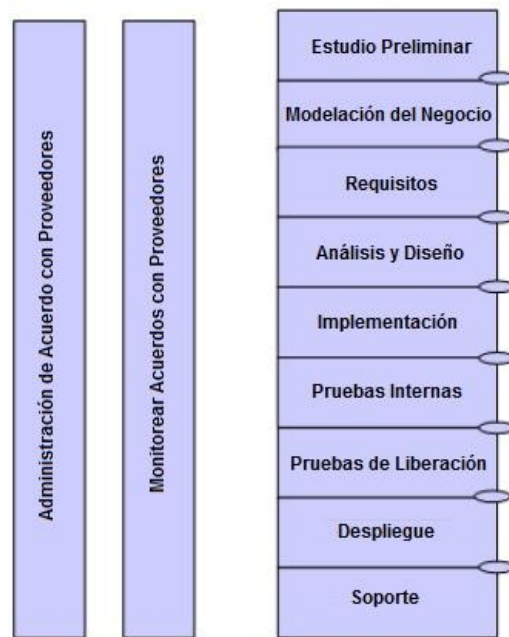 Administración de Acuerdo con Proveedores
Monitorear Acuerdos con Proveedores
Estudio Preliminar
Modelación del Negocio
Requisitos
Análisis y Diseño
Implementación
Pruebas Internas
Pruebas de Liberación
Despliegue
Soporte